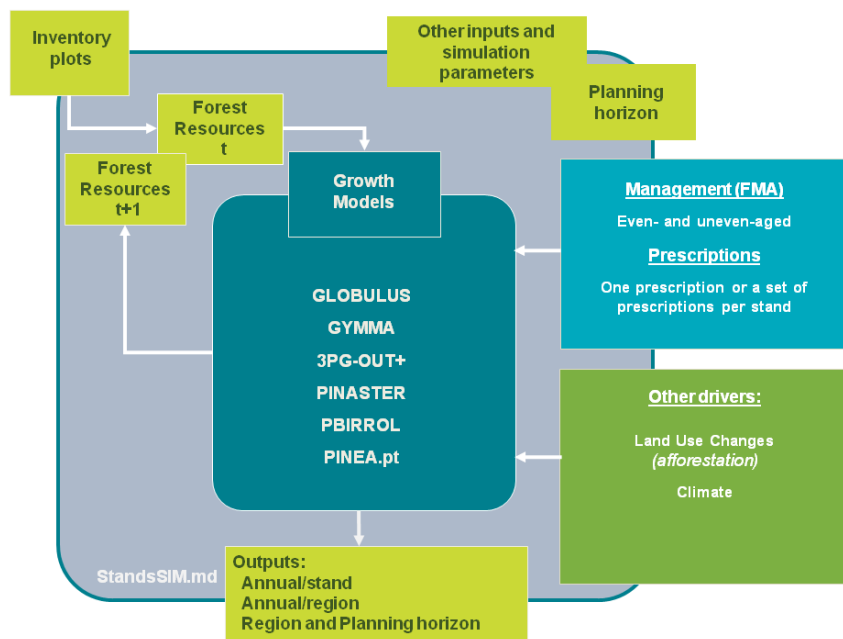 Inventory
plots
Other inputs and
simulation
parameters
Planning
horizon
Forest
Resources
t
Forest
Resources
t+1
Growth
Models
Management (FMA)
Even- and uneven-aged
Prescriptions
One prescription or a set of
prescriptions per stand
GLOBULUS
GYMMA
3PG-OUT+
PINASTER
PBIRROL
PINEA.pt
Other drivers:
Land Use Changes
(afforestation)
Climate
StandsSIM.md
Outputs:
Annual/stand
Annual/region
Region and Planning horizon